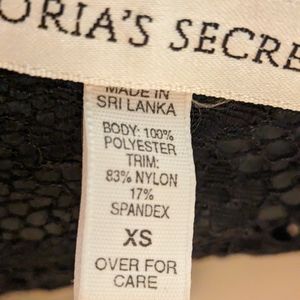 ORIA'S SECRE
MADE IN
SRI LANKA
BODY: 100%
POLYESTER
TRIM:
83% NYLON
17%
SPANDEX
XS
OVER FOR
CARE